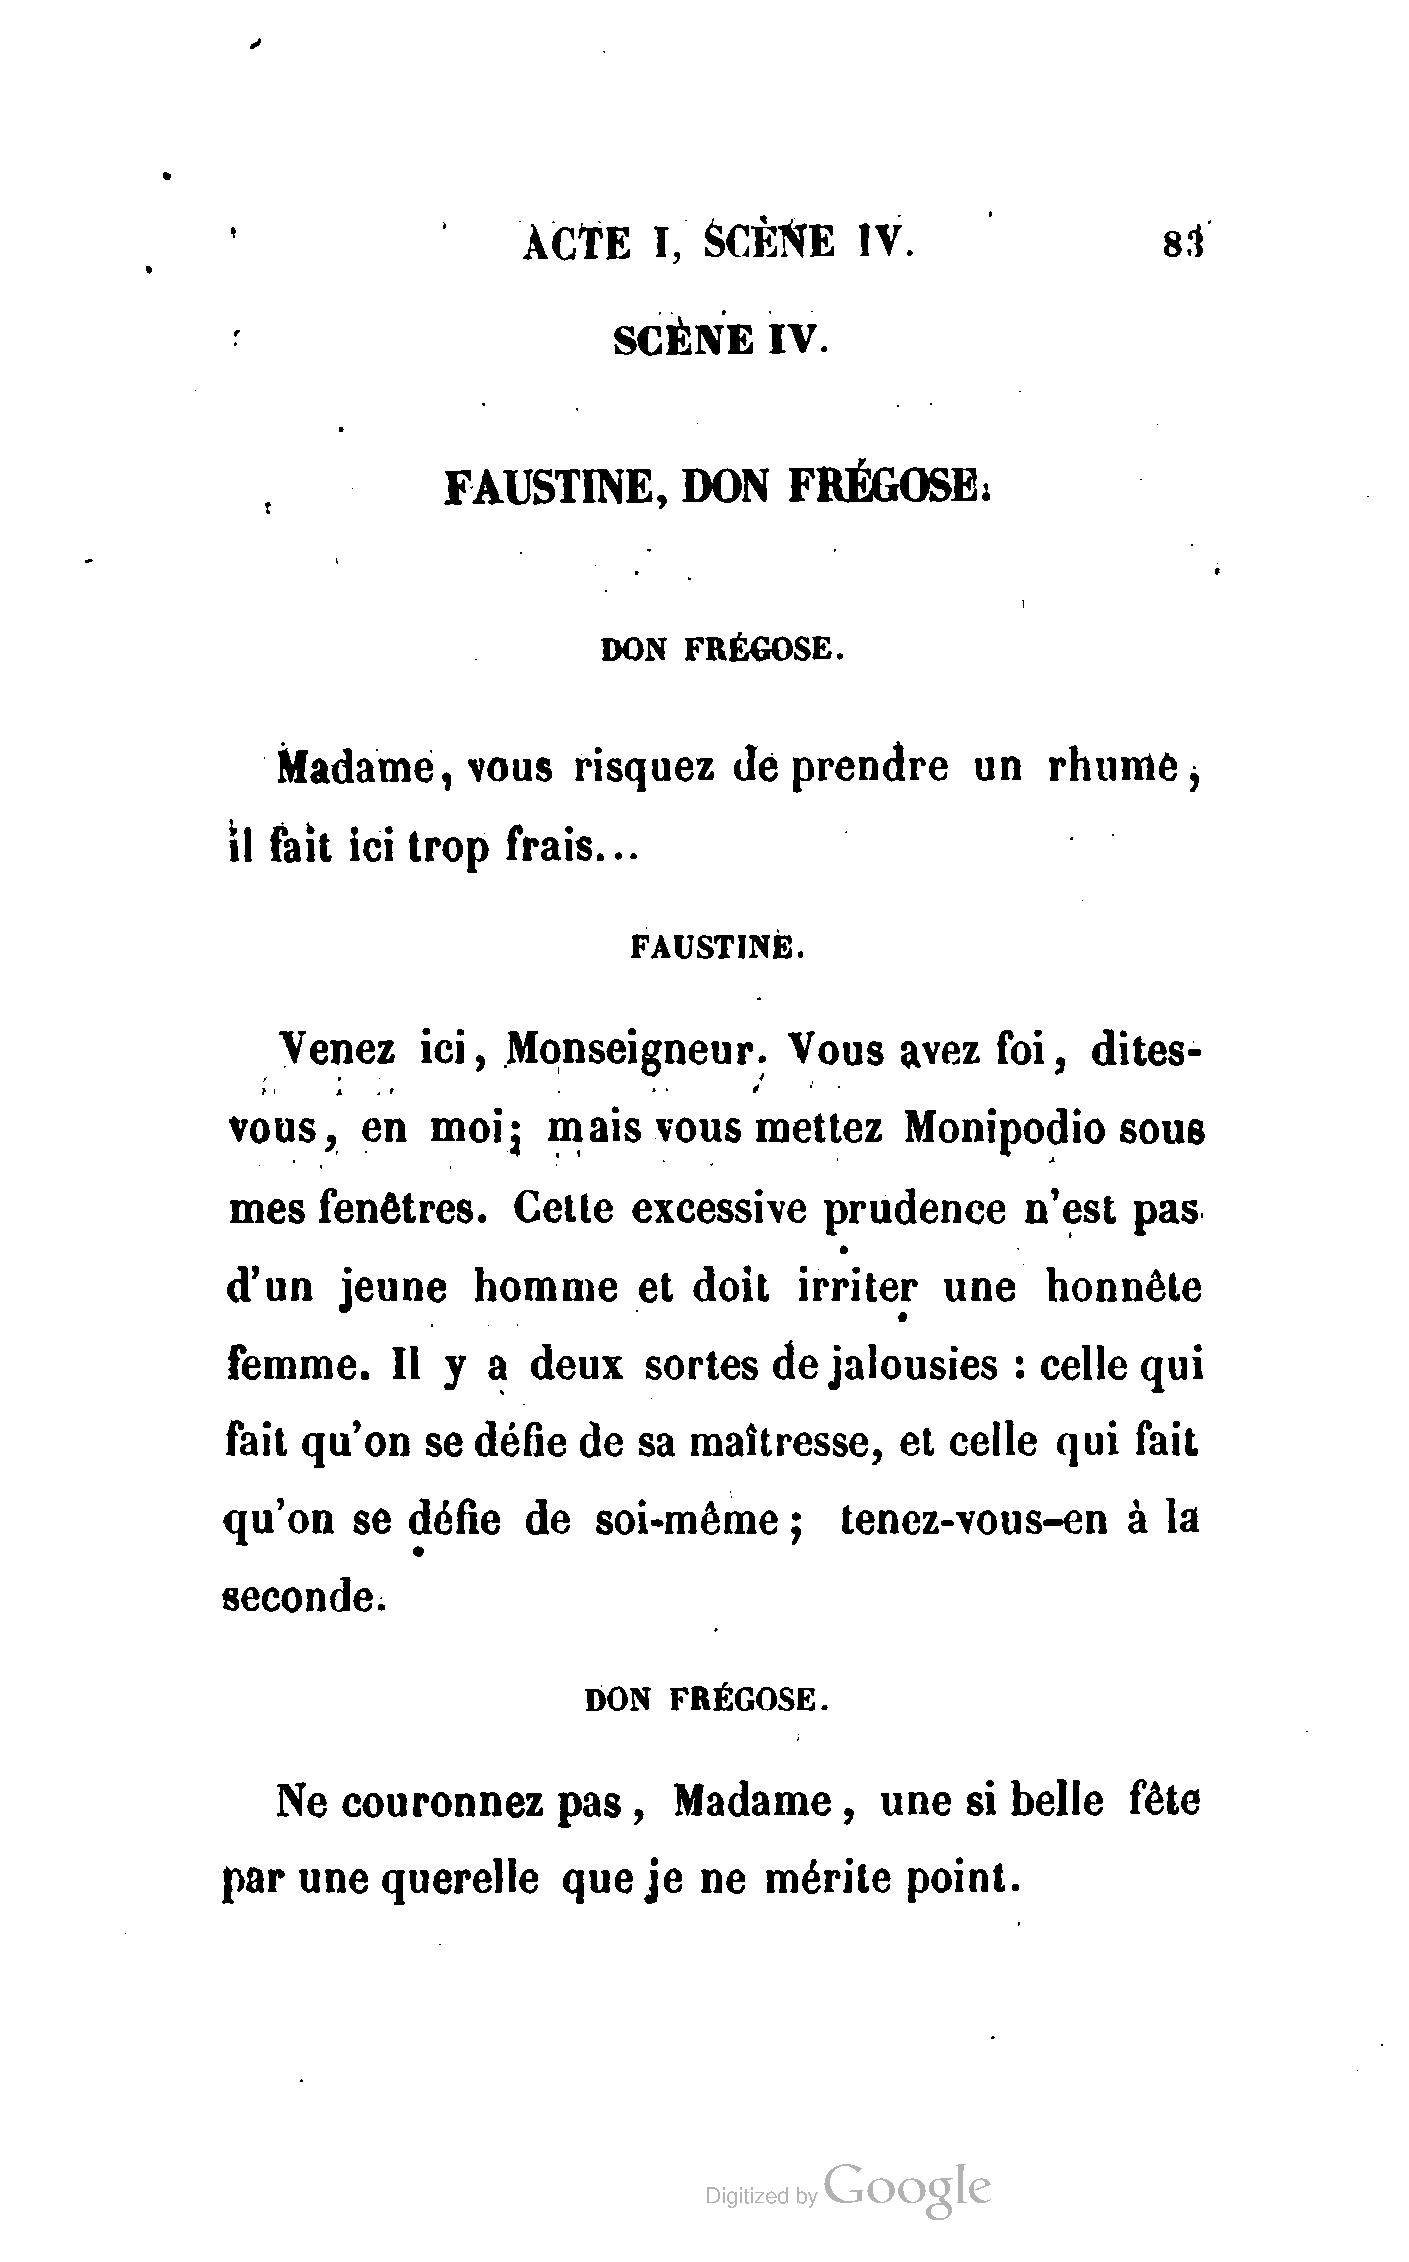 ACTE I, SCÈNE IV. 83
SCÈNE IV.
FAUSTINE, DON FRÉGOSE.
DON FRÉGOSE.
Madame, vous risquez de prendre un rhume,
il fait ici trop frais...
FAUSTINE.
Venez ici, Monseigneur. Vous avez foi, dites-
vous, en moi; mais vous mettez Monipodio sous
mes fenêtres. Cette excessive prudence n'est pas
d'un jeune homme et doit irriter une honnête
femme. Il y a deux sortes de jalousies : celle qui
fait qu'on se défie de sa maîtresse, et celle qui fait
qu'on se défie de soi-même ; tenez-vous-en à la
seconde.
DON FRÉGOSE.
Ne couronnez pas, Madame, une si belle fête
par une querelle que je ne mérite point.
Digitized by Google